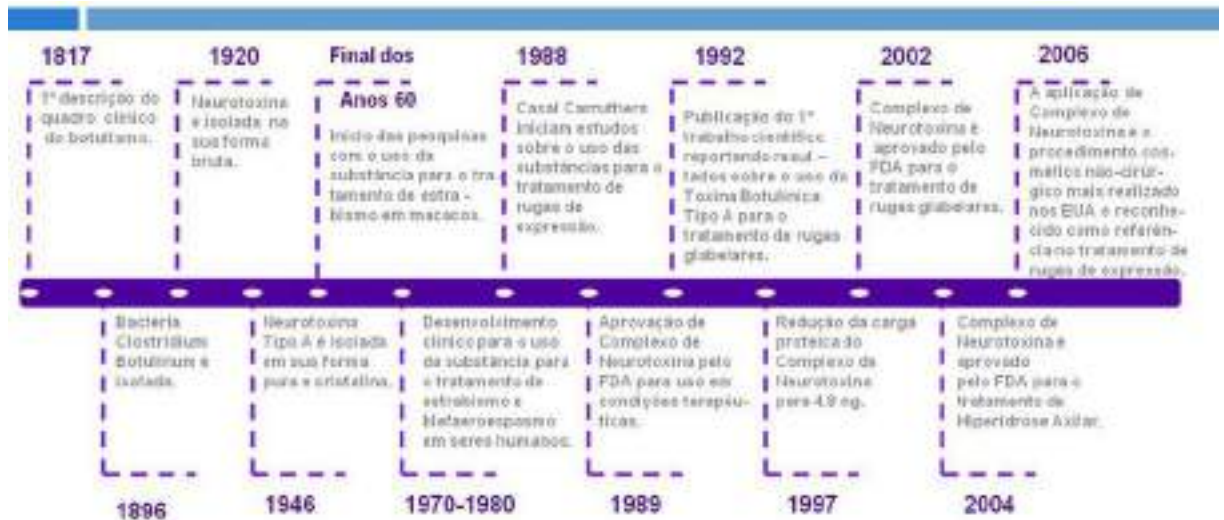 1817
1ª descrição do
quadro clínico
do botulismo.
1920
Neurotoxina
é isolada na
sua forma
bruta.
Final dos
Anos 60
Início das pesquisas
com o uso da
substância para o tra
tamento de estra -
bismo em macacos.
1988
Casal Carruthers
iniciam estudos
sobre o uso das
substâncias para o
tratamento de
rugas de
expressão.
1992
Publicação do 1º
trabalho científico
reportando resul -
tados sobre o uso da
Toxina Botulínica
Tipo A para o
tratamento de rugas
glabelares.
2002
Complexo de
Neurotoxina é
aprovado pelo
FDA para o
tratamento de
rugas glabelares.
2006
A aplicação de
Complexo de
Neurotoxina é o
procedimento cos-
mético não-cirúr-
gico mais realizado
nos EUA e reconhe-
cido como referên-
cia no tratamento de
rugas de expressão.
Bactéria
Clostridium
Botulinum é
isolada.
1896
Neurotoxina
Tipo A é isolada
em sua forma
pura e cristalina.
1946
Desenvolvimento
clínico para o uso
da substância para
o tratamento de
estrabismo e
blefaroespasmo
em seres humanos.
1970-1980
Aprovação de
Complexo de
Neurotoxina pelo
FDA para uso em
condições terapêu-
ticas.
1989
Redução da carga
protéica do
Complexo de
Neurotoxina
para 4.8 ng.
1997
Complexo de
Neurotoxina é
aprovado
pelo FDA para o
tratamento de
Hiperidrose Axilar.
2004